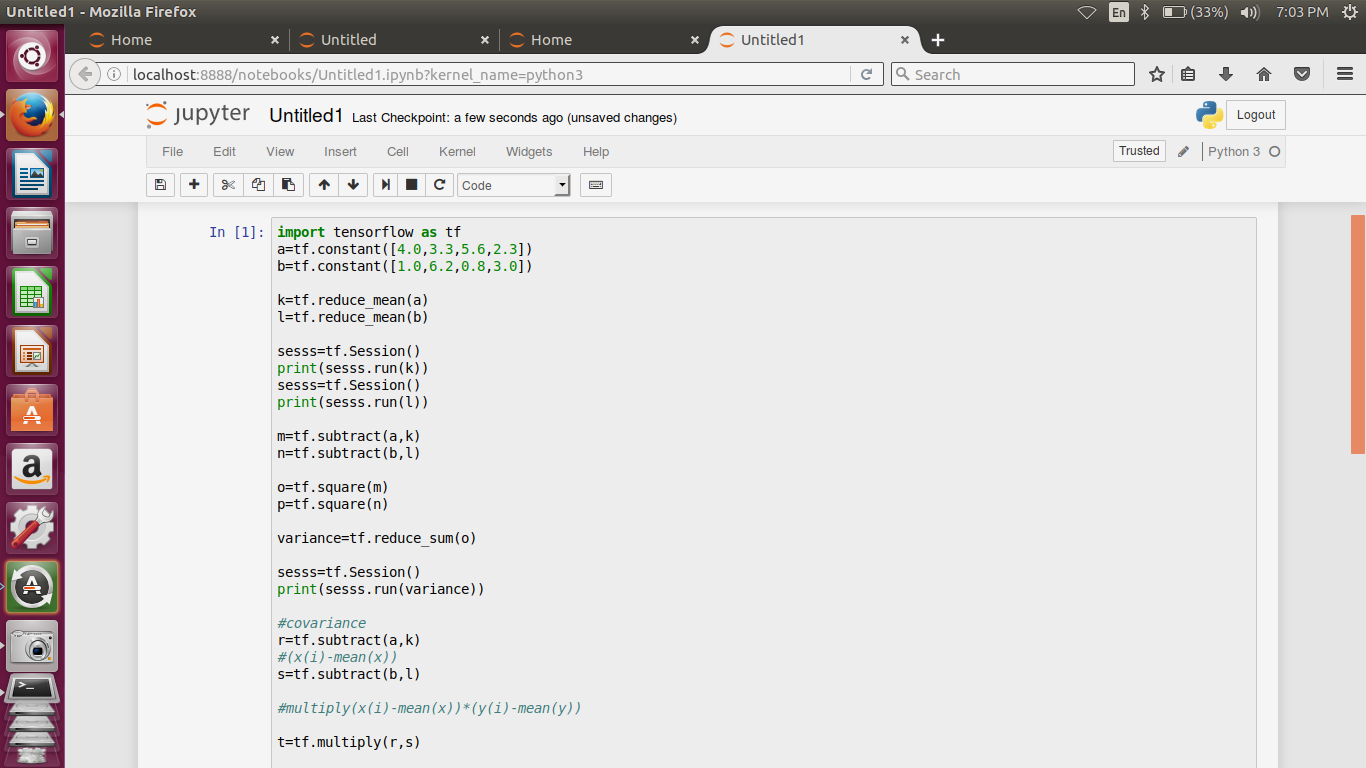 Untitled1 - Mozilla Firefox
En
(33%)
7:03 PM
Home
Untitled
Home
Untitled1
localhost:8888/notebooks/Untitled1.ipynb?kernel_name=python3
Search
jupyter Untitled1 Last Checkpoint: a few seconds ago (unsaved changes)
Logout
File Edit View Insert Cell Kernel Widgets Help
Trusted
Python 3
Code
In [1]:
import tensorflow as tf
a=tf.constant([4.0,3.3,5.6,2.3])
b=tf.constant([1.0,6.2,0.8,3.0])
k=tf.reduce_mean(a)
l=tf.reduce_mean(b)
sesss=tf.Session()
print(sesss.run(k))
sesss=tf.Session()
print(sesss.run(l))
m=tf.subtract(a,k)
n=tf.subtract(b,l)
o=tf.square(m)
p=tf.square(n)
variance=tf.reduce_sum(o)
sesss=tf.Session()
print(sesss.run(variance))
#covariance
r=tf.subtract(a,k)
#(x(i)-mean(x))
s=tf.subtract(b,l)
#multiply(x(i)-mean(x))*(y(i)-mean(y))
t=tf.multiply(r,s)